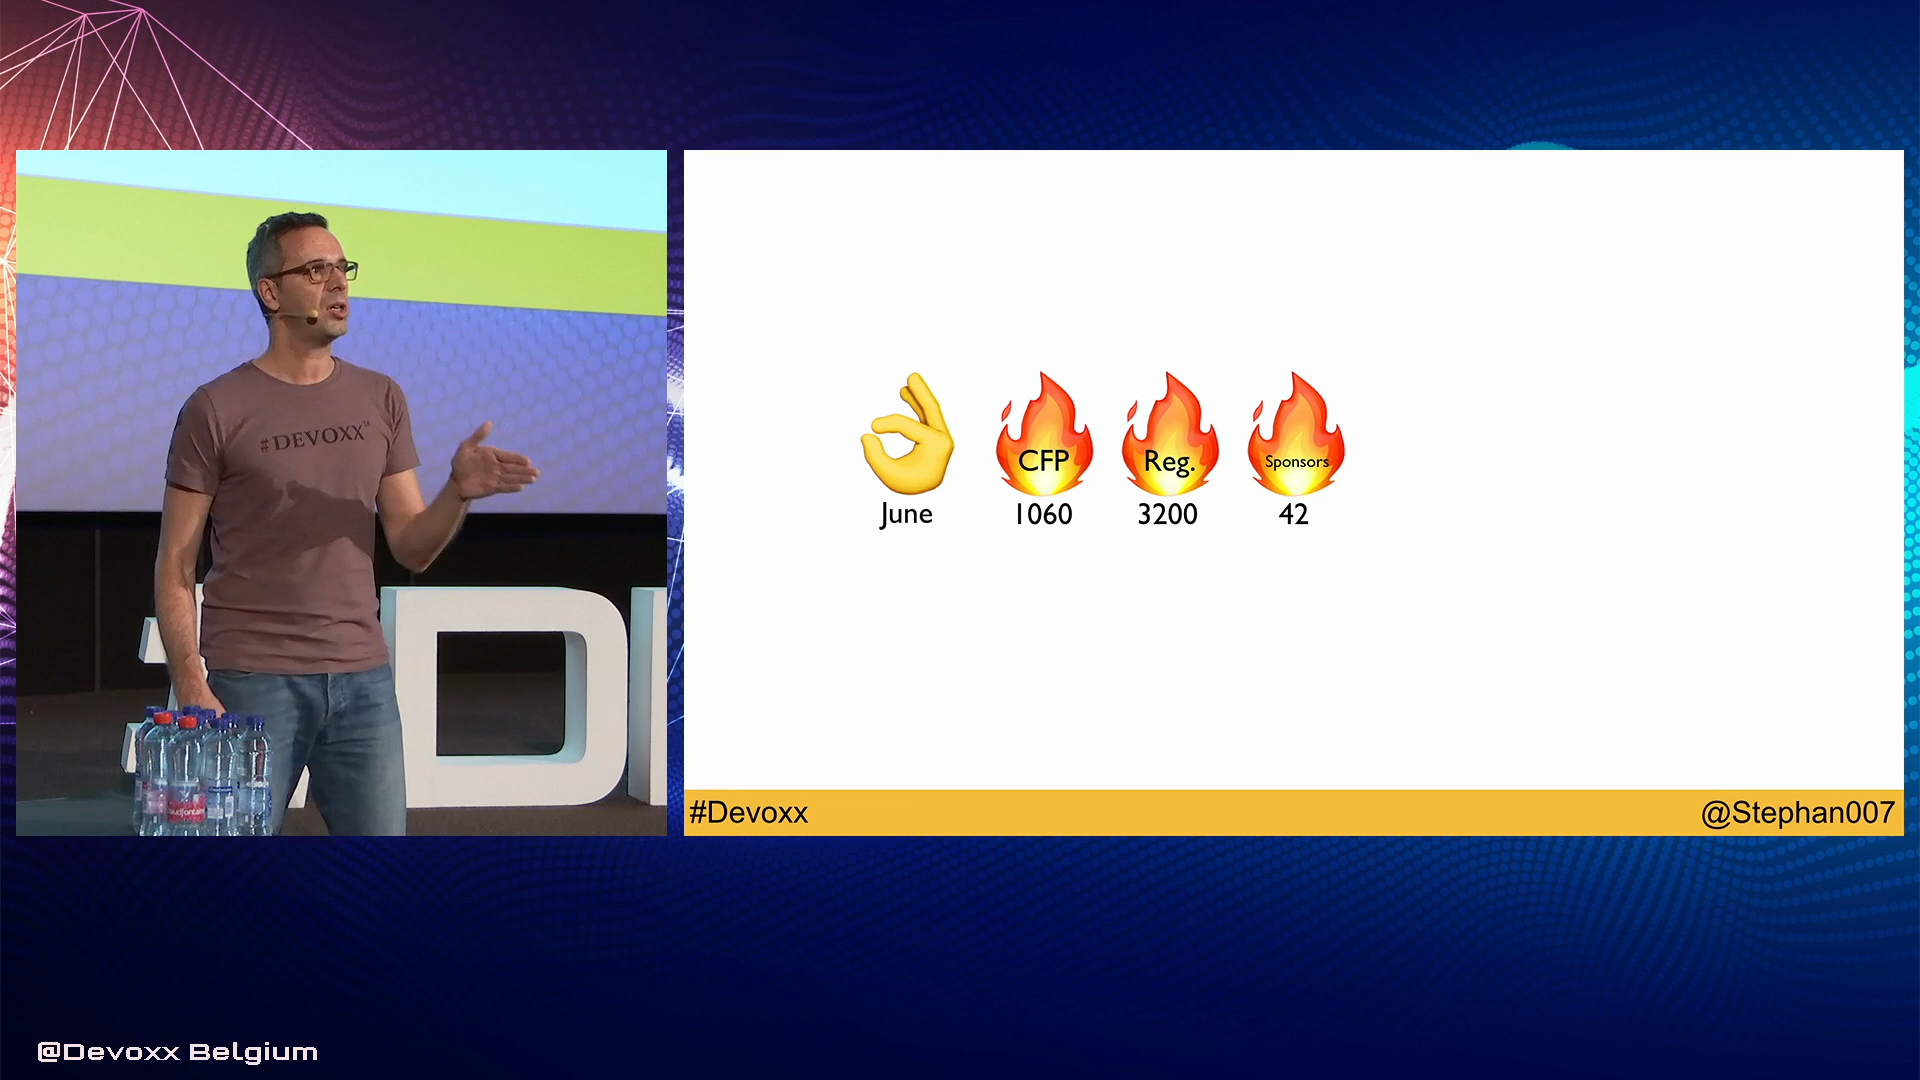 #DEVOXX
CFP
Reg.
Sponsors
June
1060
3200
42
#Devoxx
@Stephan007
@Devoxx Belgium